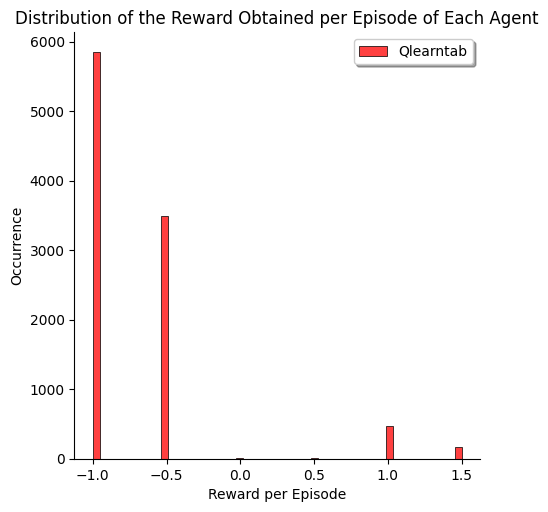 Distribution of the Reward Obtained per Episode of Each Agent
Qlearntab
6000
5000
4000
3000
2000
1000
0
Occurrence
−1.0 −0.5 0.0 0.5 1.0 1.5
Reward per Episode